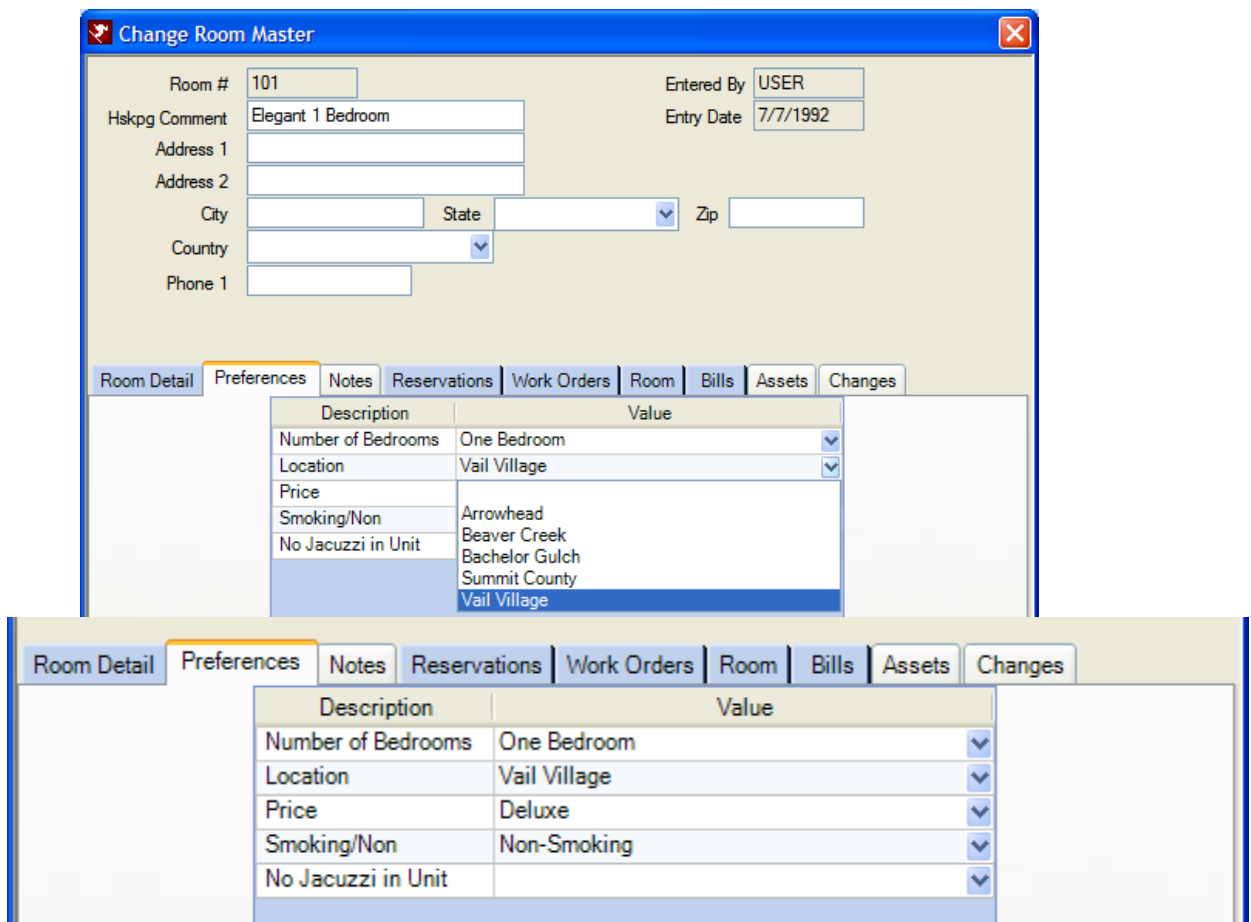 Change Room Master
Room # 101 Entered By USER
Hskpg Comment Elegant 1 Bedroom Entry Date 7/7/1992
Address 1
Address 2
City State Zip
Country
Phone 1
Room Detail Preferences Notes Reservations Work Orders Room Bills Assets Changes
Description Value
Number of Bedrooms One Bedroom
Location Vail Village
Price
Arrowhead
Smoking/Non
Beaver Creek
No Jacuzzi in Unit
Bachelor Gulch
Summit County
Vail Village
Room Detail Preferences Notes Reservations Work Orders Room Bills Assets Changes
Description Value
Number of Bedrooms One Bedroom
Location Vail Village
Price Deluxe
Smoking/Non Non-Smoking
No Jacuzzi in Unit